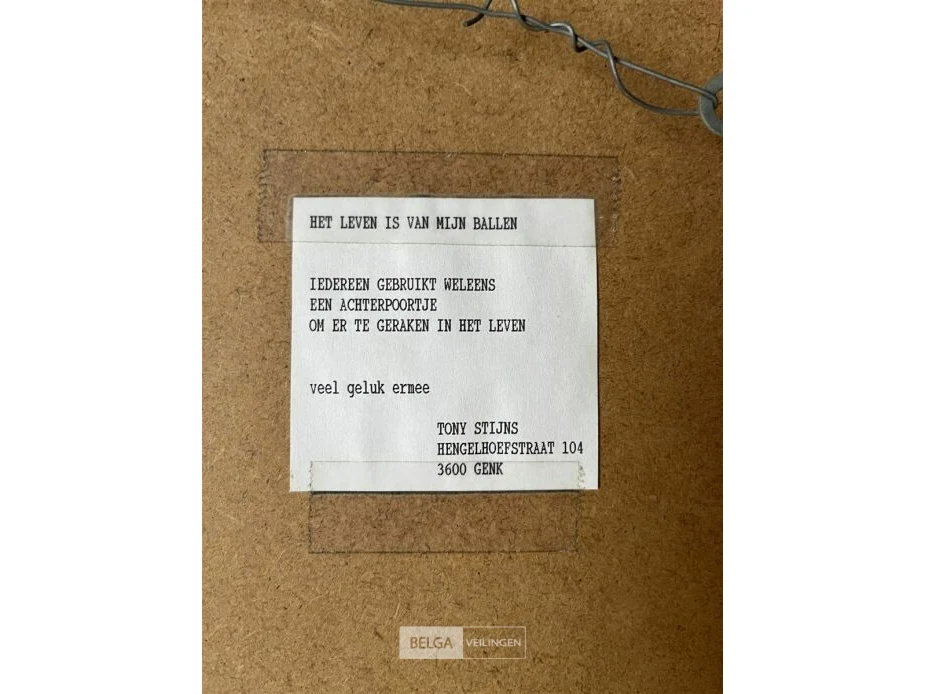 HET LEVEN IS VAN MIJN BALLEN
IEDEREEN GEBRUIKT WELEENS
EEN ACHTERPOORTJE
OM ER TE GERAKEN IN HET LEVEN
veel geluk ermee
TONY STIJNS
HENGELHOEFSTRAAT 104
3600 GENK
BELGA VEILINGEN